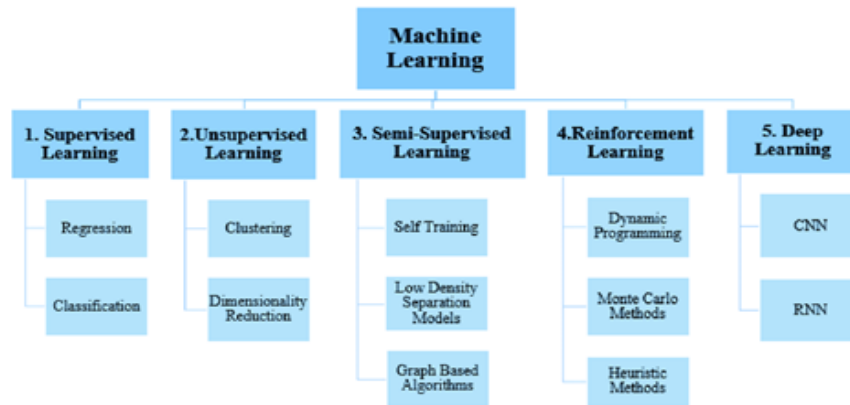 Machine
Learning
1. Supervised
Learning
Regression
Classification
2.Unsupervised
Learning
Clustering
Dimensionality
Reduction
3. Semi-Supervised
Learning
Self Training
Low Density
Separation
Models
Graph Based
Algorithms
4.Reinforcement
Learning
Dynamic
Programming
Monte Carlo
Methods
Heuristic
Methods
5. Deep
Learning
CNN
RNN